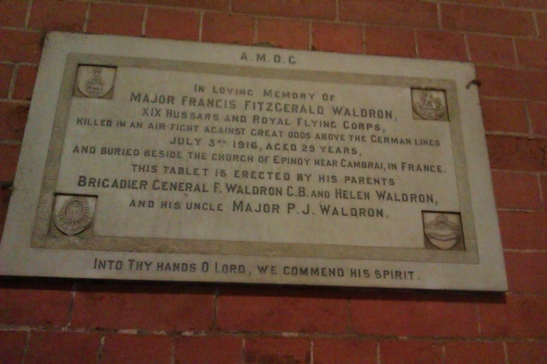 A.M.D.G
IN LOVING MEMORY OF
MAJOR FRANCIS FITZGERALD WALDRON,
XIX HUSSARS AND ROYAL FLYING CORPS,
KILLED IN AN AIR-FIGHT AGAINST GREAT ODDS ABOVE THE GERMAN LINES
JULY 3RD 1916, AGED 29 YEARS,
AND BURIED BESIDE THE CHURCH OF EPINOY NEAR CAMBRAI, IN FRANCE.
THIS TABLET IS ERECTED BY HIS PARENTS
BRIGADIER GENERAL F. WALDRON C.B. AND HELEN WALDRON,
AND HIS UNCLE MAJOR P. J. WALDRON.
INTO THY HANDS O LORD, WE COMMEND HIS SPIRIT.